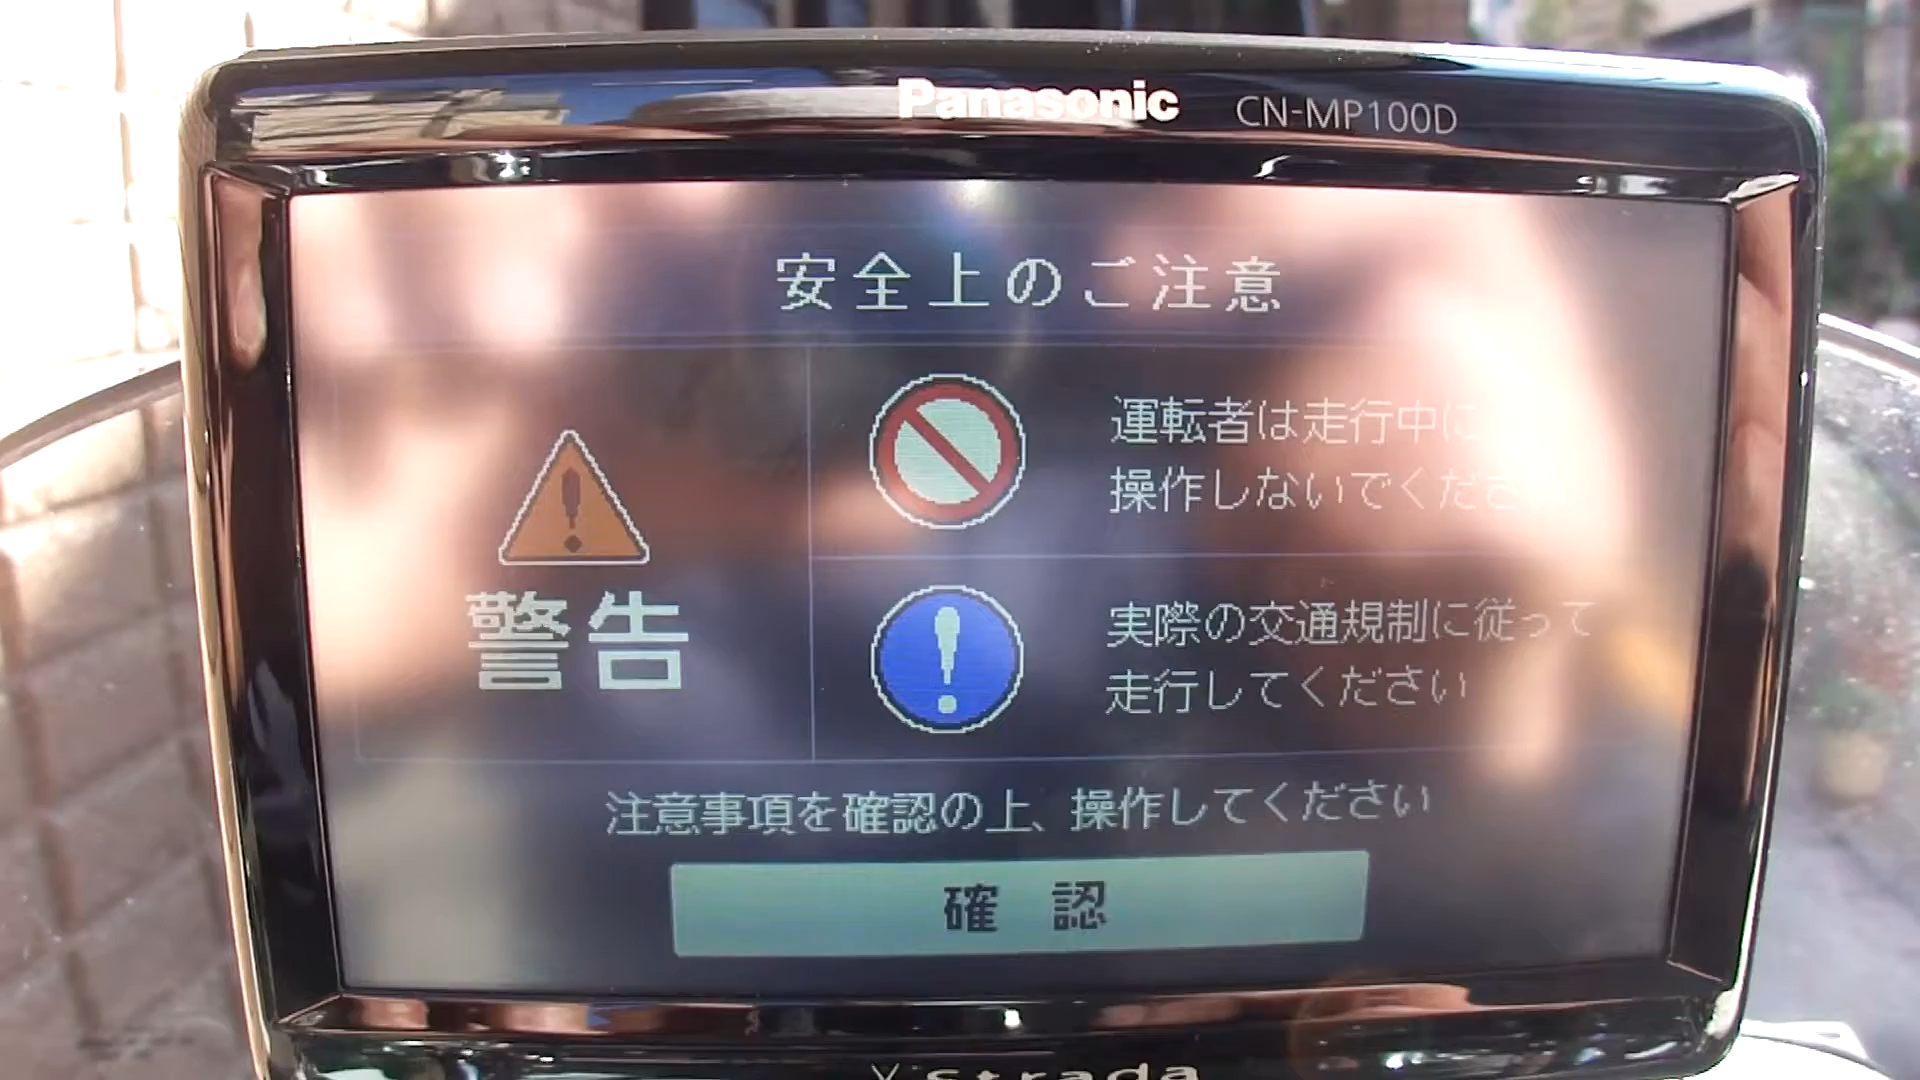 Panasonic CN-MP100D
安全上のご注意
警告
運転者は走行中に
操作しないでくださ
実際の交通規制に従って
走行してください
注意事項を確認の上、操作してください
確 認
Strada